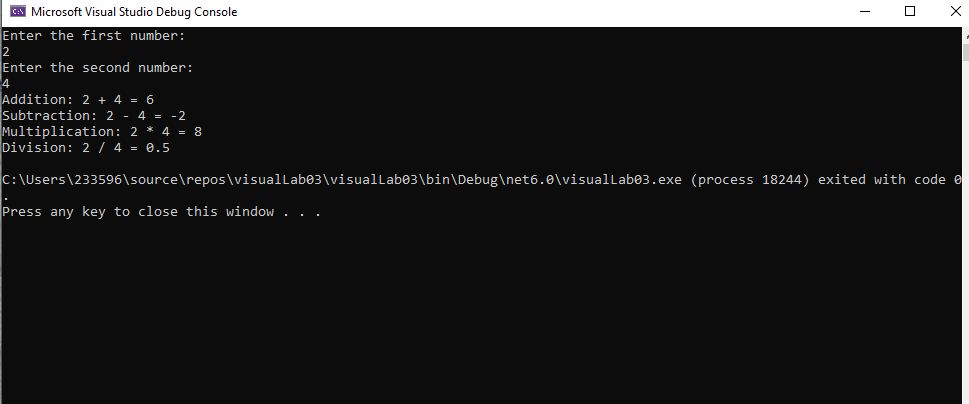 Microsoft Visual Studio Debug Console
Enter the first number:
2
Enter the second number:
4
Addition: 2 + 4 = 6
Subtraction: 2 - 4 = -2
Multiplication: 2 * 4 = 8
Division: 2 / 4 = 0.5
C:\Users\233596\source\repos\visualLab03\visualLab03\bin\Debug\net6.0\visualLab03.exe (process 18244) exited with code 0
.
Press any key to close this window . . .